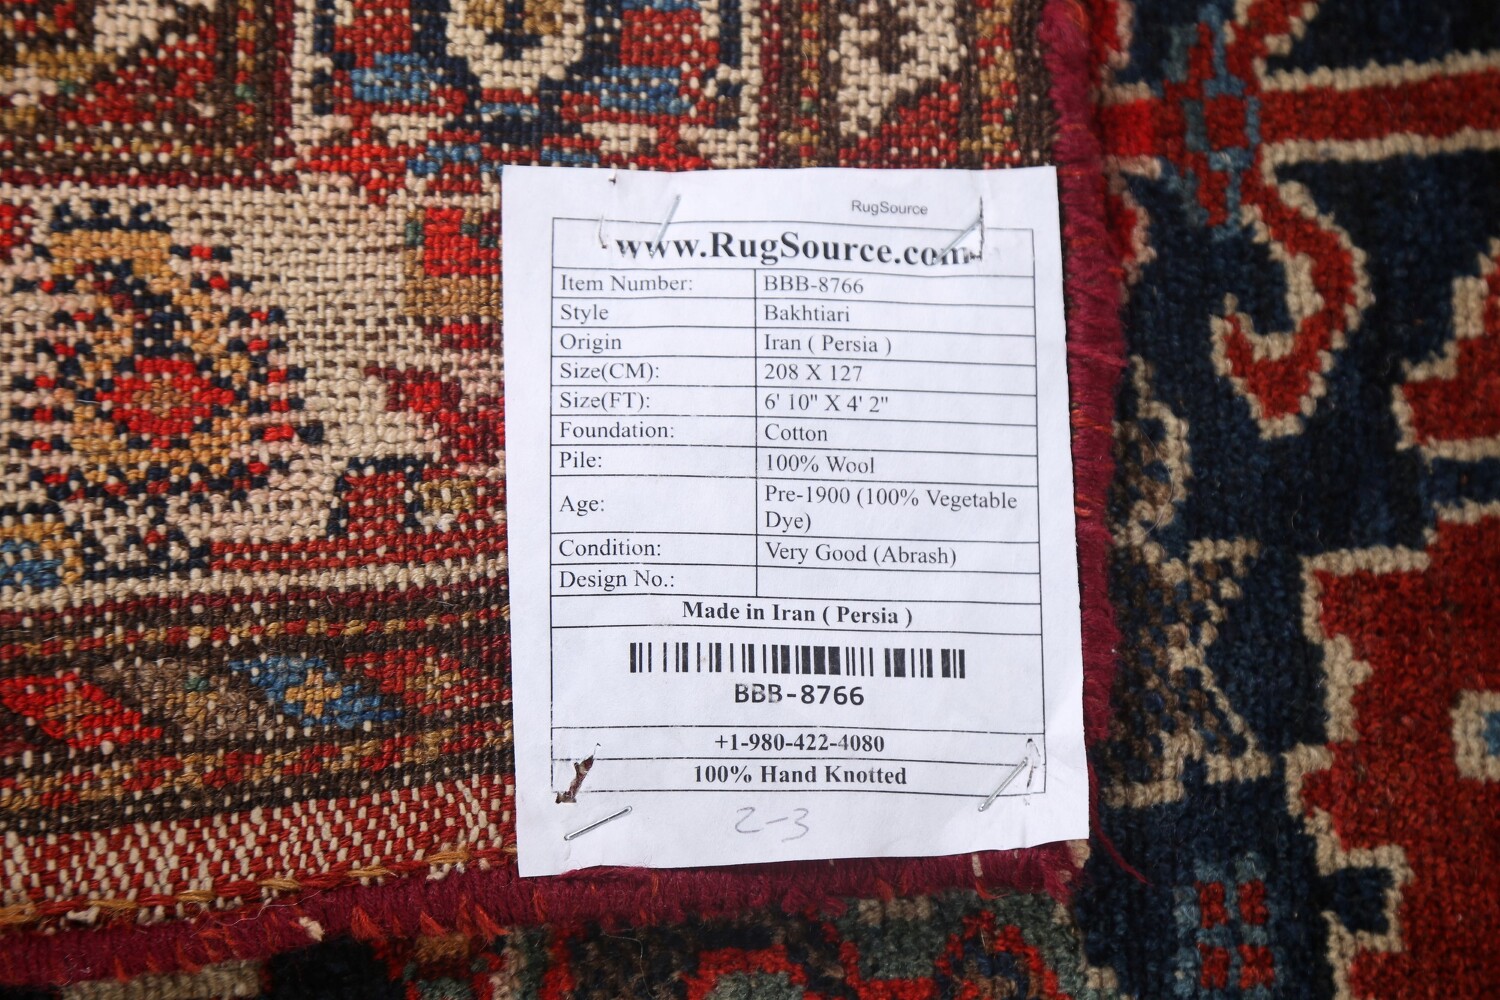 RugSource
www.RugSource.com
Item Number: BBB-8766
Style Bakhtiari
Origin Iran ( Persia )
Size(CM): 208 X 127
Size(FT): 6' 10" X 4' 2"
Foundation: Cotton
Pile: 100% Wool
Age: Pre-1900 (100% Vegetable
Dye)
Condition: Very Good (Abrash)
Design No.:
Made in Iran ( Persia )
BBB-8766
+1-980-422-4080
100% Hand Knotted
2-3